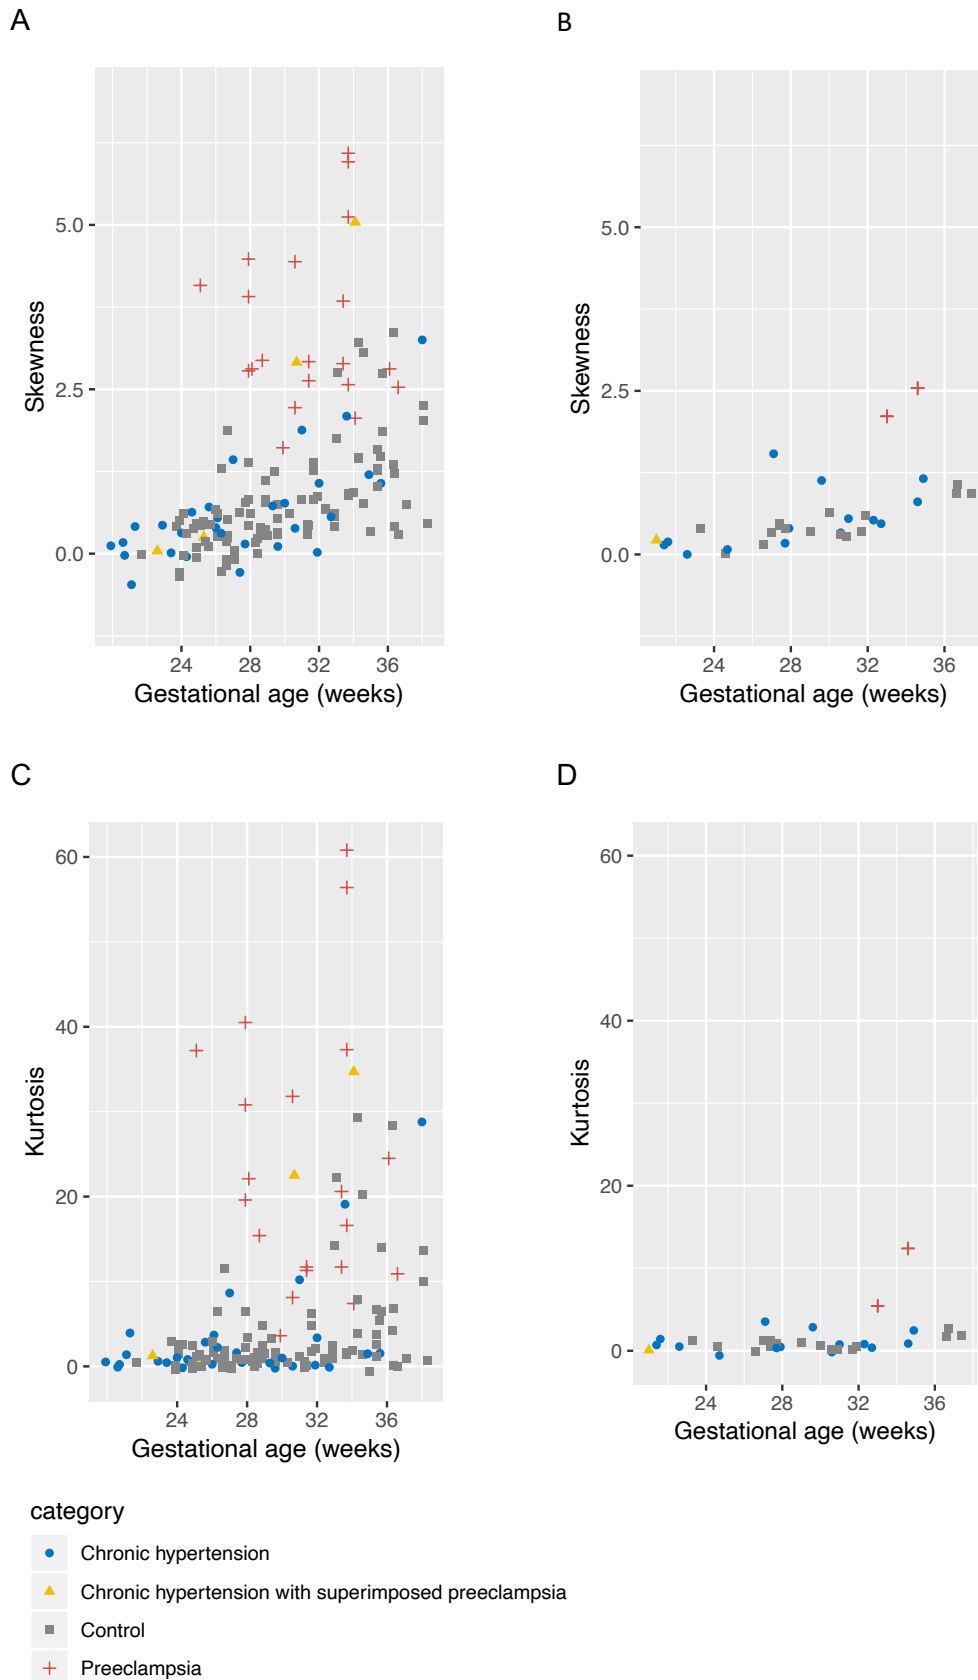 A
B
5.0
2.5
0.0
Skewness
24 28 32 36
Gestational age (weeks)
5.0
2.5
0.0
Skewness
24 28 32 36
Gestational age (weeks)
C
D
60
40
20
0
Kurtosis
24 28 32 36
Gestational age (weeks)
60
40
20
0
Kurtosis
24 28 32 36
Gestational age (weeks)
category
Chronic hypertension
Chronic hypertension with superimposed preeclampsia
Control
Preeclampsia